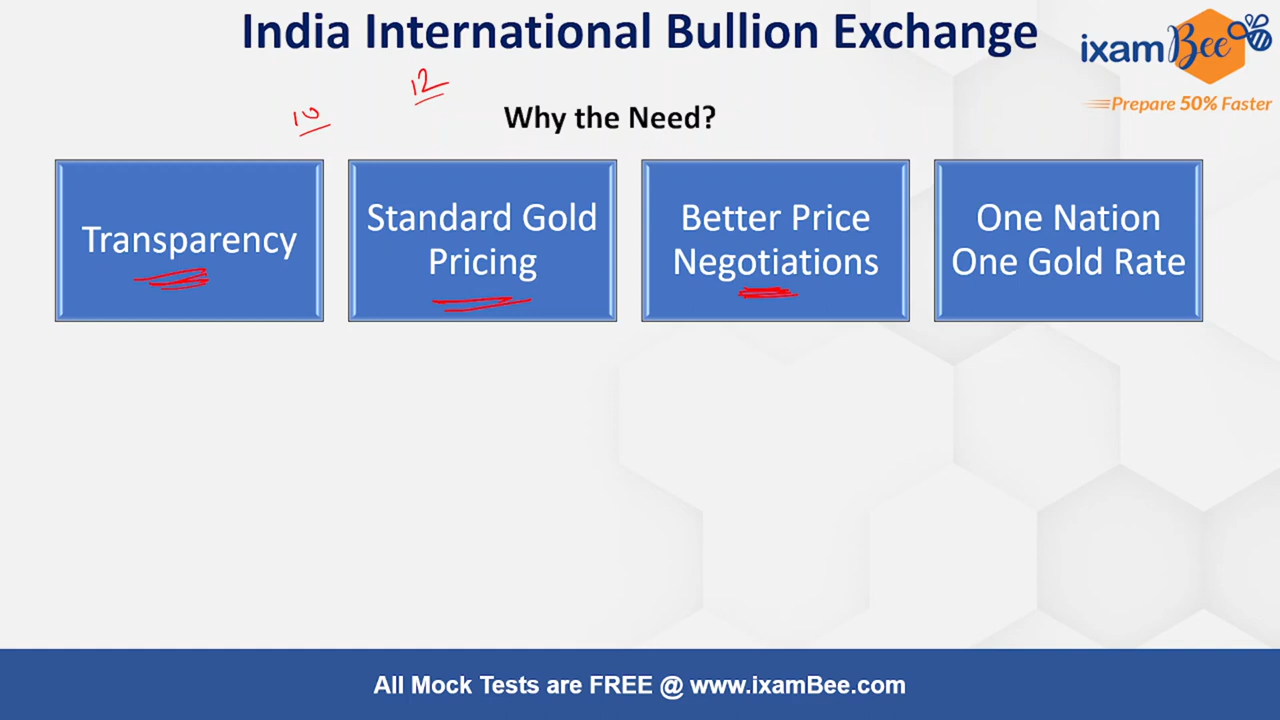 India International Bullion Exchange
ixamBee
Prepare 50% Faster
12
10
Why the Need?
Transparency
Standard Gold
Pricing
Better Price
Negotiations
One Nation
One Gold Rate
All Mock Tests are FREE @ www.ixamBee.com